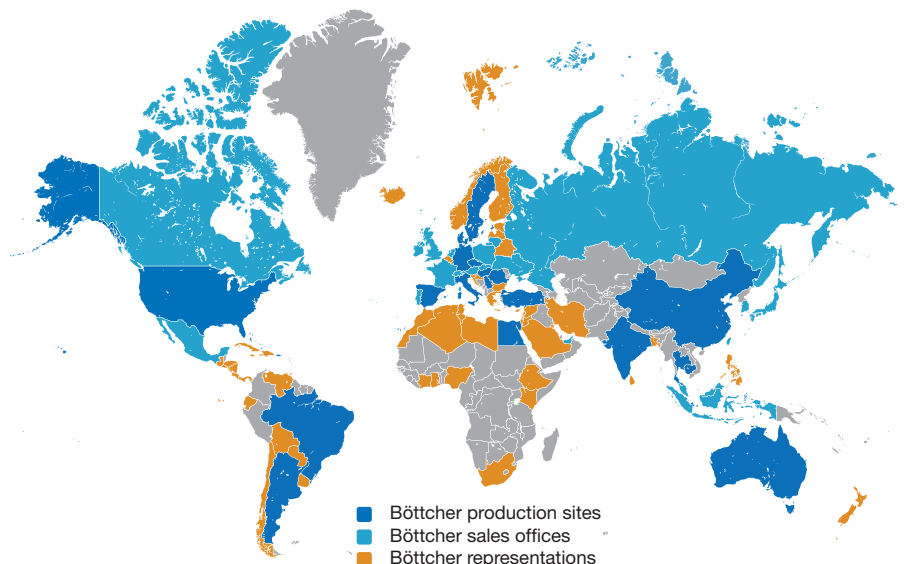 Böttcher production sites
Böttcher sales offices
Böttcher representations